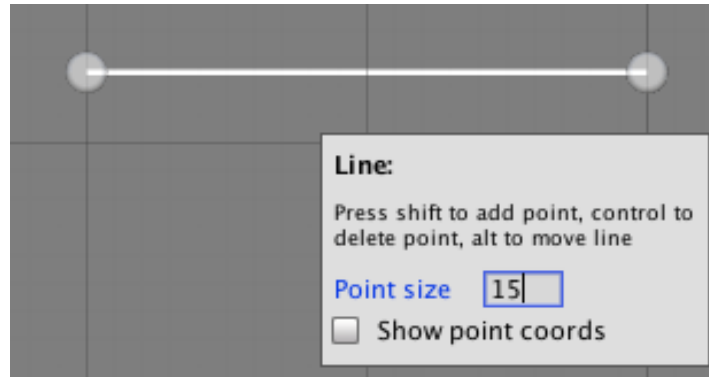 Line:
Press shift to add point, control to
delete point, alt to move line
Point size 15
Show point coords